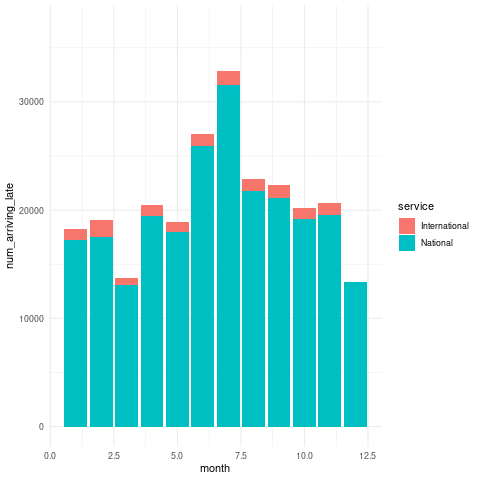 num_arriving_late
30000
20000
10000
0
0.0 2.5 5.0 7.5 10.0 12.5
month
service
International
National